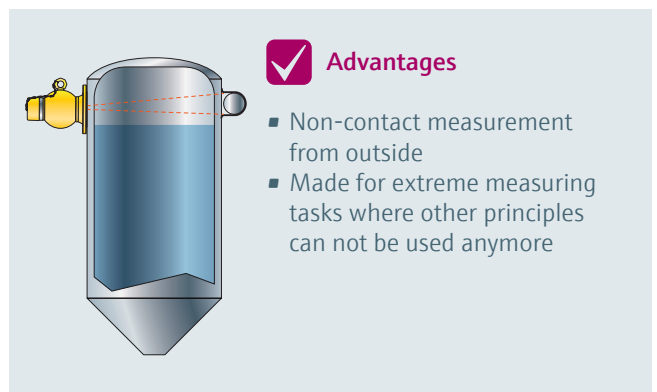 Advantages
▪ Non-contact measurement
from outside
▪ Made for extreme measuring
tasks where other principles
can not be used anymore